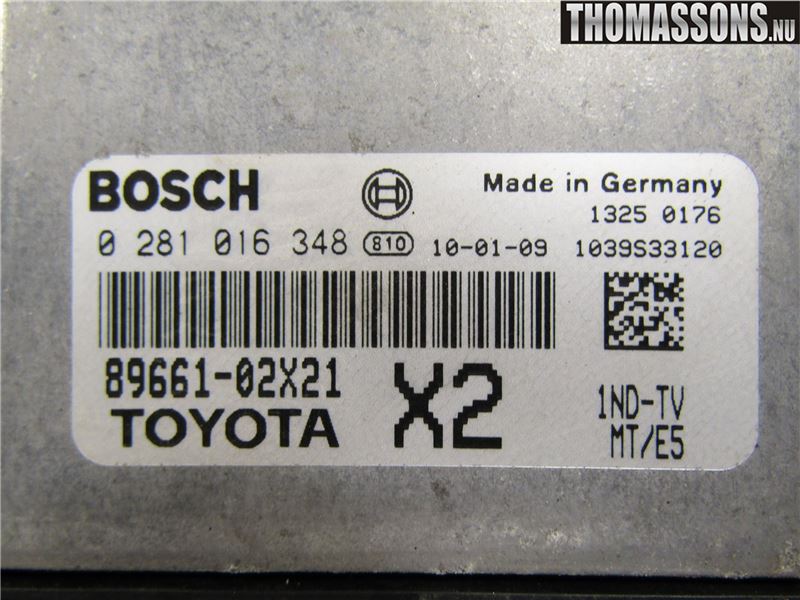 THOMASSONS.NU
BOSCH
Made in Germany
1325 0176
0 281 016 348 810 10-01-09 1039S33120
89661-02X21
TOYOTA
X2
1ND-TV
MT/E5